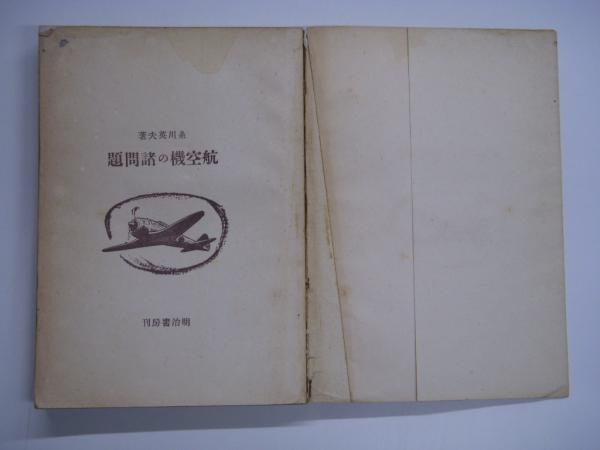 糸川英夫著
航空機の諸問題
明治書房刊